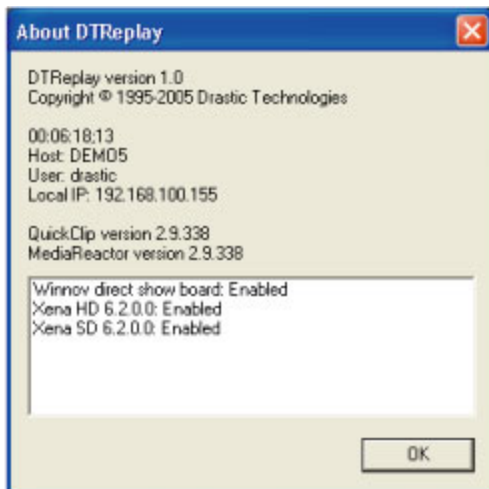 About DTReplay
DTReplay version 1.0
Copyright © 1995-2005 Drastic Technologies
00:06:18;13
Host: DEMO5
User: drastic
Local IP: 192.168.100.155
QuickClip version 2.9.338
MediaReactor version 2.9.338
Winnov direct show board: Enabled
Xena HD 6.2.0.0: Enabled
Xena SD 6.2.0.0: Enabled
OK